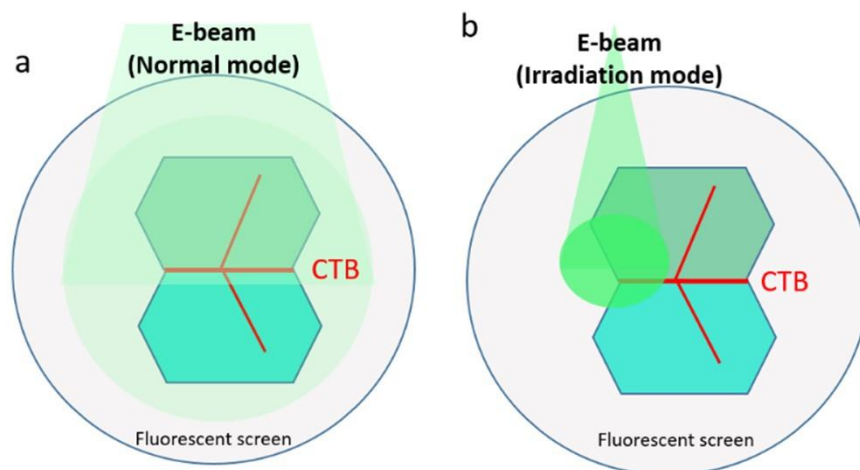 a
E-beam
(Normal mode)
CTB
Fluorescent screen
b
E-beam
(Irradiation mode)
CTB
Fluorescent screen